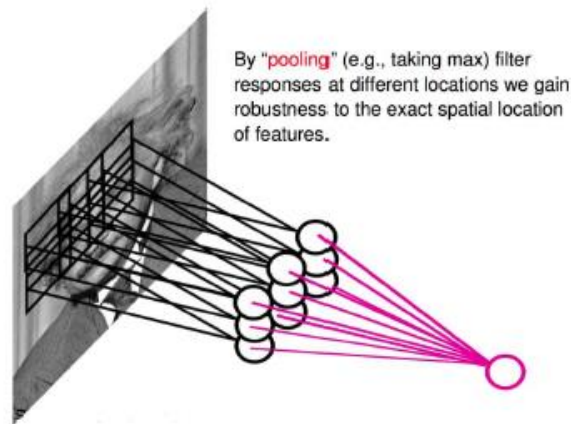 By “pooling” (e.g., taking max) filter
responses at different locations we gain
robustness to the exact spatial location
of features.